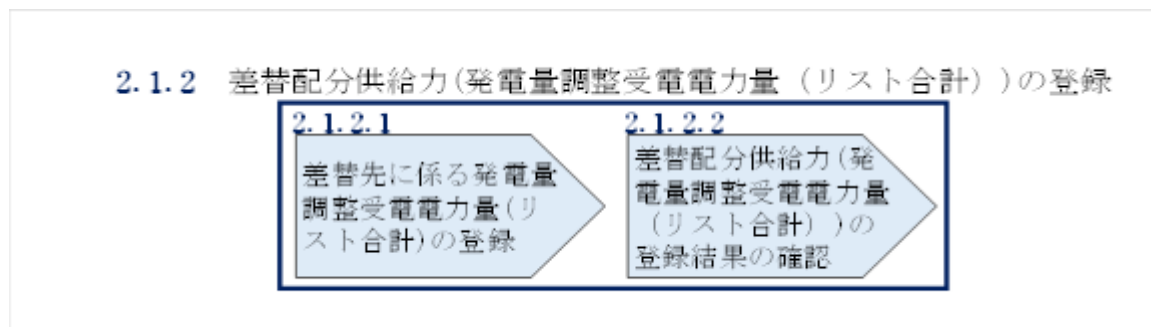 2.1.2 差替配分供給力(発電量調整受電電力量（リスト合計）)の登録
2.1.2.1
差替先に係る発電量
調整受電電力量(リ
スト合計)の登録
2.1.2.2
差替配分供給力(発
電量調整受電電力量
（リスト合計）)の
登録結果の確認